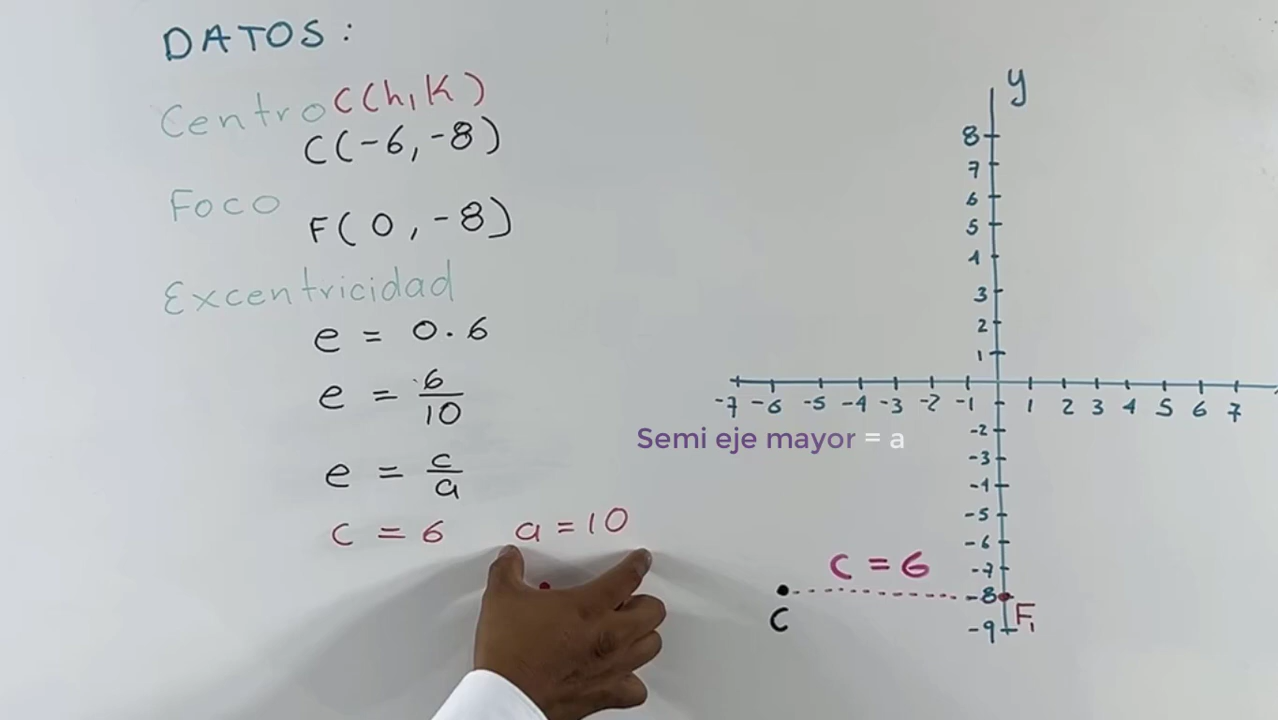 DATOS:
Centro C(h,K)
C(-6,-8)
Foco
F(0,-8)
Excentricidad
e = 0.6
e = 6/10
e = c/a
c = 6 a = 10
y
8
7
6
5
4
3
2
1
-7 -6 -5 -4 -3 -2 -1 1 2 3 4 5 6 7
Semi eje mayor = a
-2
-3
-4
-5
-6
-7
-8
-9
c = 6
C
F1